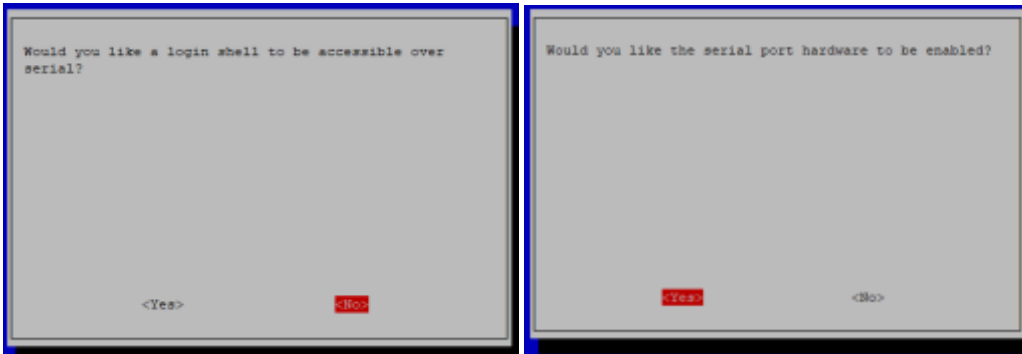 Would you like a login shell to be accessible over
serial?
<Yes> <No>
Would you like the serial port hardware to be enabled?
<Yes> <No>